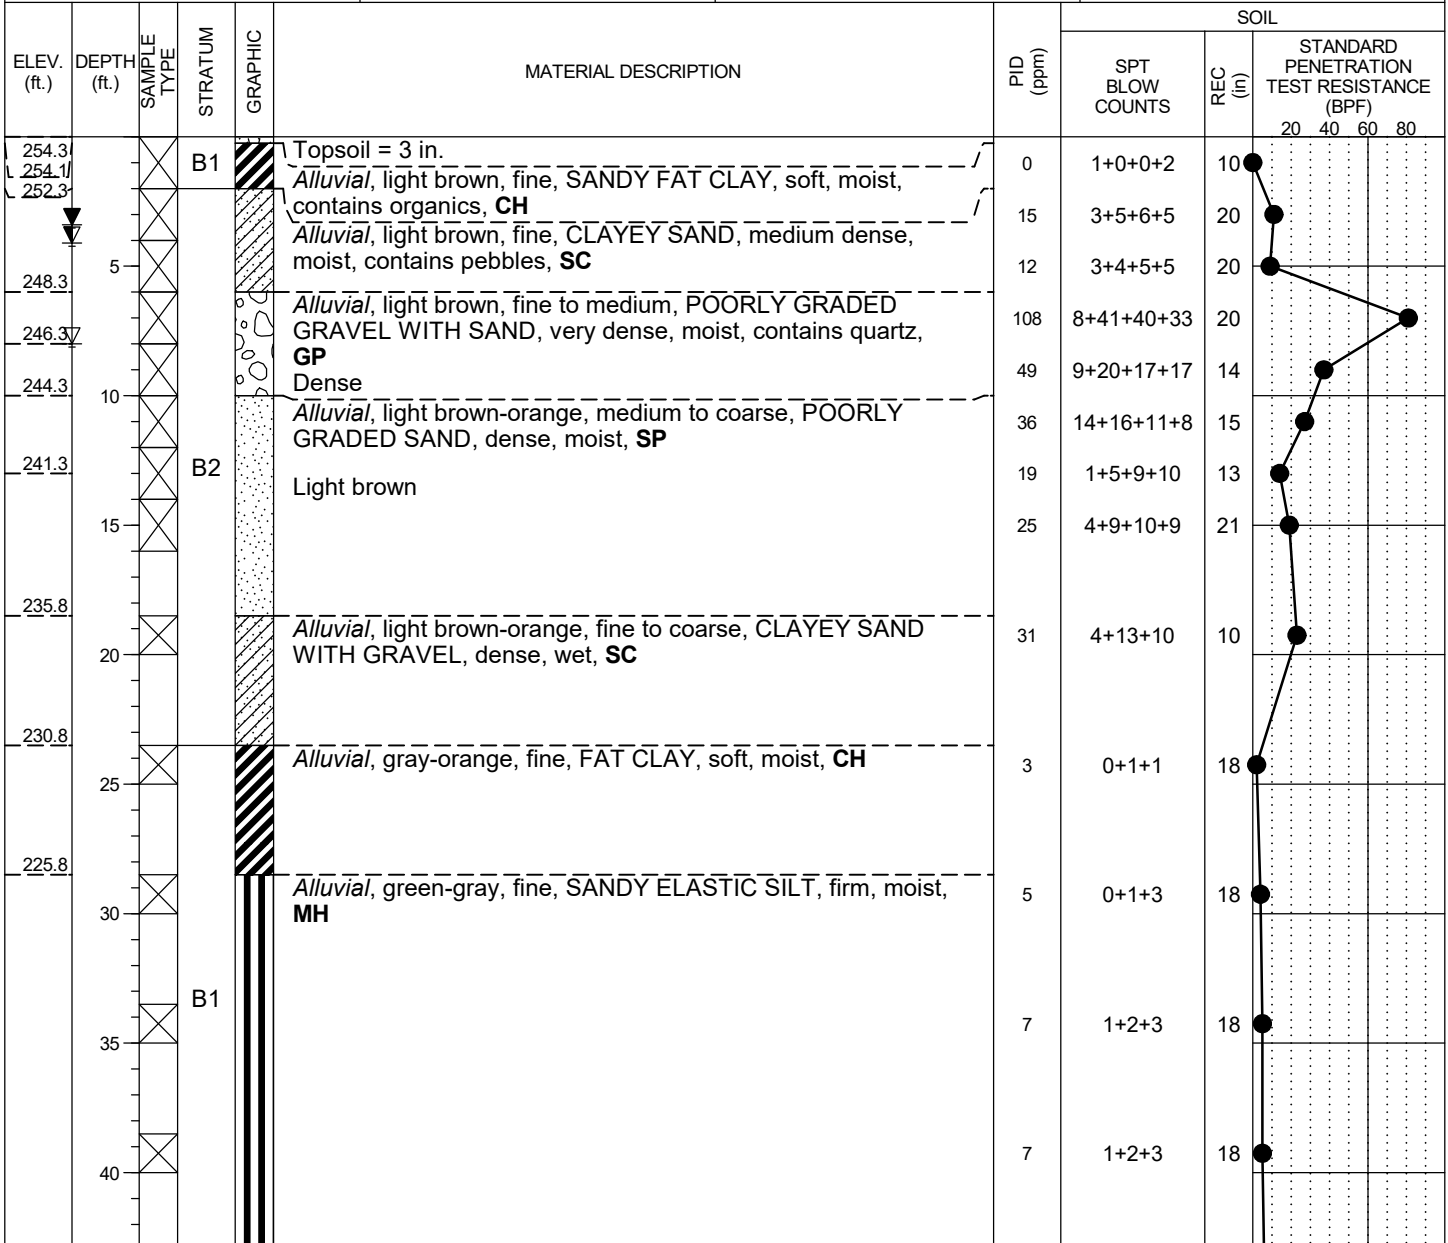 SOIL
ELEV.
(ft.)
DEPTH
(ft.)
SAMPLE
TYPE
STRATUM
GRAPHIC
MATERIAL DESCRIPTION
PID
(ppm)
SPT
BLOW
COUNTS
REC
(in)
STANDARD
PENETRATION
TEST RESISTANCE
(BPF)
20 40 60 80
254.3
254.1
252.3
B1
Topsoil = 3 in.
Alluvial, light brown, fine, SANDY FAT CLAY, soft, moist,
contains organics, CH
0 1+0+0+2 10
15 3+5+6+5 20
Alluvial, light brown, fine, CLAYEY SAND, medium dense,
moist, contains pebbles, SC
5 12 3+4+5+5 20
248.3
Alluvial, light brown, fine to medium, POORLY GRADED
GRAVEL WITH SAND, very dense, moist, contains quartz,
GP
108 8+41+40+33 20
246.3
Dense
49 9+20+17+17 14
244.3
10
Alluvial, light brown-orange, medium to coarse, POORLY
GRADED SAND, dense, moist, SP
36 14+16+11+8 15
241.3
B2
Light brown
19 1+5+9+10 13
15 25 4+9+10+9 21
235.8
Alluvial, light brown-orange, fine to coarse, CLAYEY SAND
WITH GRAVEL, dense, wet, SC
31 4+13+10 10
20
230.8
Alluvial, gray-orange, fine, FAT CLAY, soft, moist, CH
3 0+1+1 18
25
225.8
Alluvial, green-gray, fine, SANDY ELASTIC SILT, firm, moist,
MH
5 0+1+3 18
30
B1
7 1+2+3 18
35
7 1+2+3 18
40